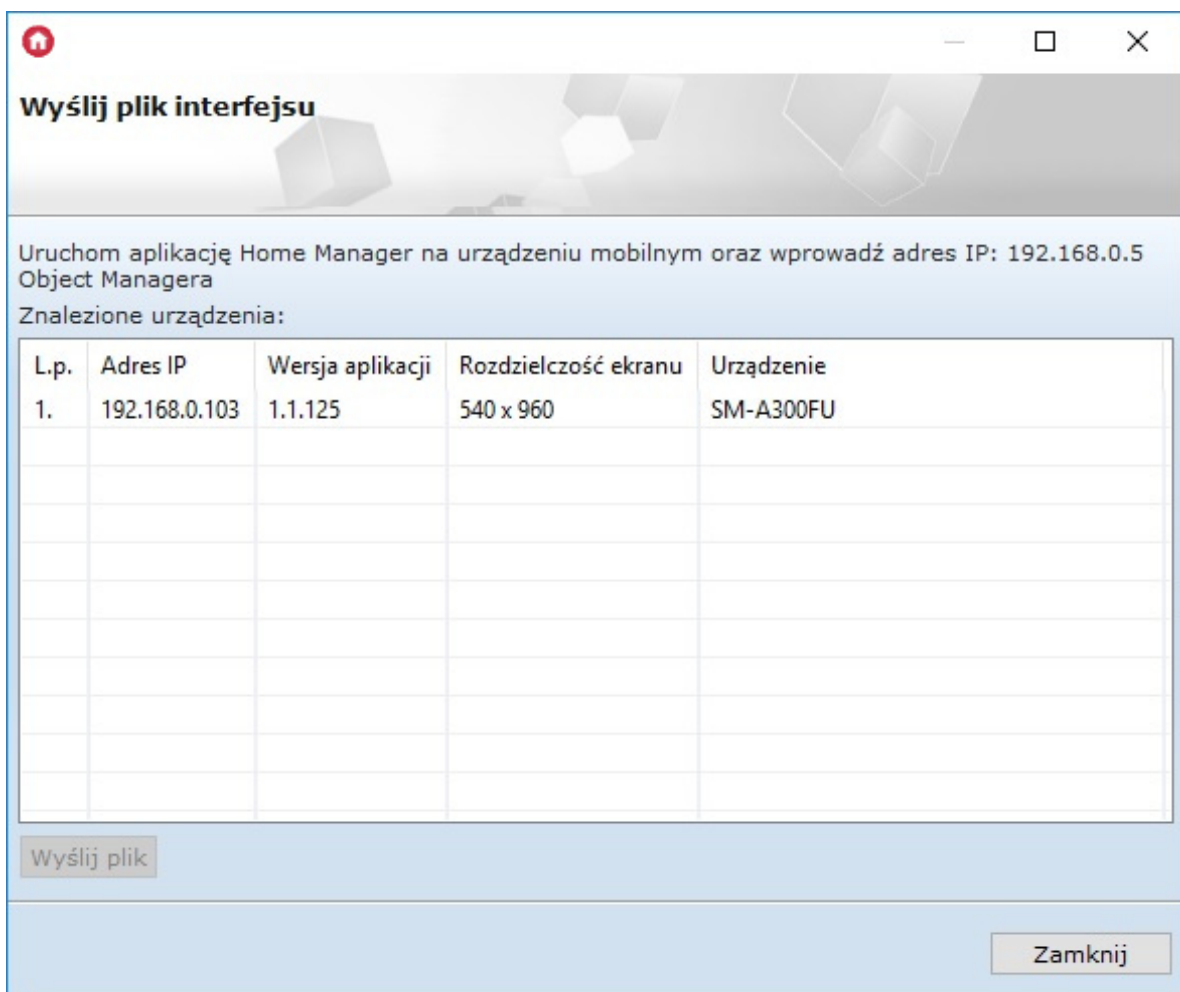 Wyślij plik interfejsu
Uruchom aplikację Home Manager na urządzeniu mobilnym oraz wprowadź adres IP: 192.168.0.5
Object Managera
Znalezione urządzenia:
L.p. Adres IP Wersja aplikacji Rozdzielczość ekranu Urządzenie
1. 192.168.0.103 1.1.125 540 x 960 SM-A300FU
Wyślij plik
Zamknij